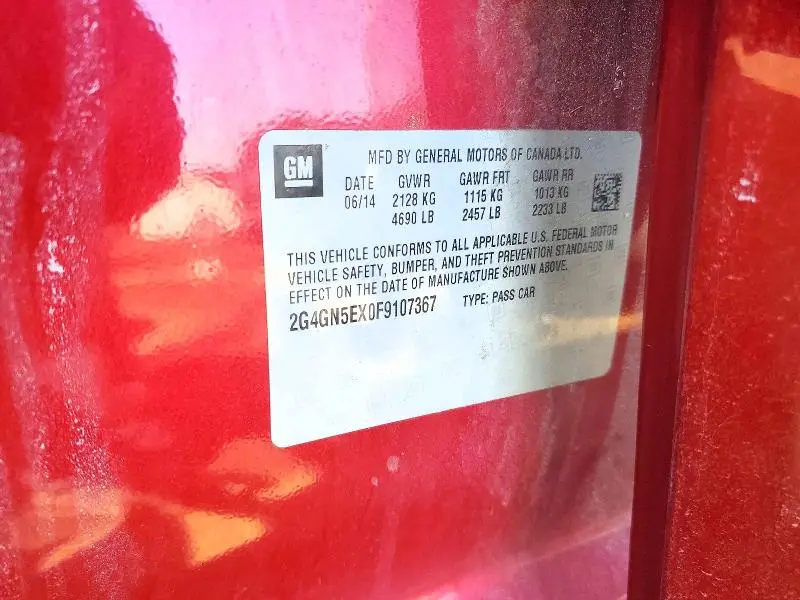 GM
MFD BY GENERAL MOTORS OF CANADA LTD.
DATE GVWR GAWR FRT GAWR RR
06/14 2128 KG 1115 KG 1013 KG
4690 LB 2457 LB 2233 LB
THIS VEHICLE CONFORMS TO ALL APPLICABLE U.S. FEDERAL MOTOR
VEHICLE SAFETY, BUMPER, AND THEFT PREVENTION STANDARDS IN
EFFECT ON THE DATE OF MANUFACTURE SHOWN ABOVE.
2G4GN5EX0F9107367 TYPE: PASS CAR